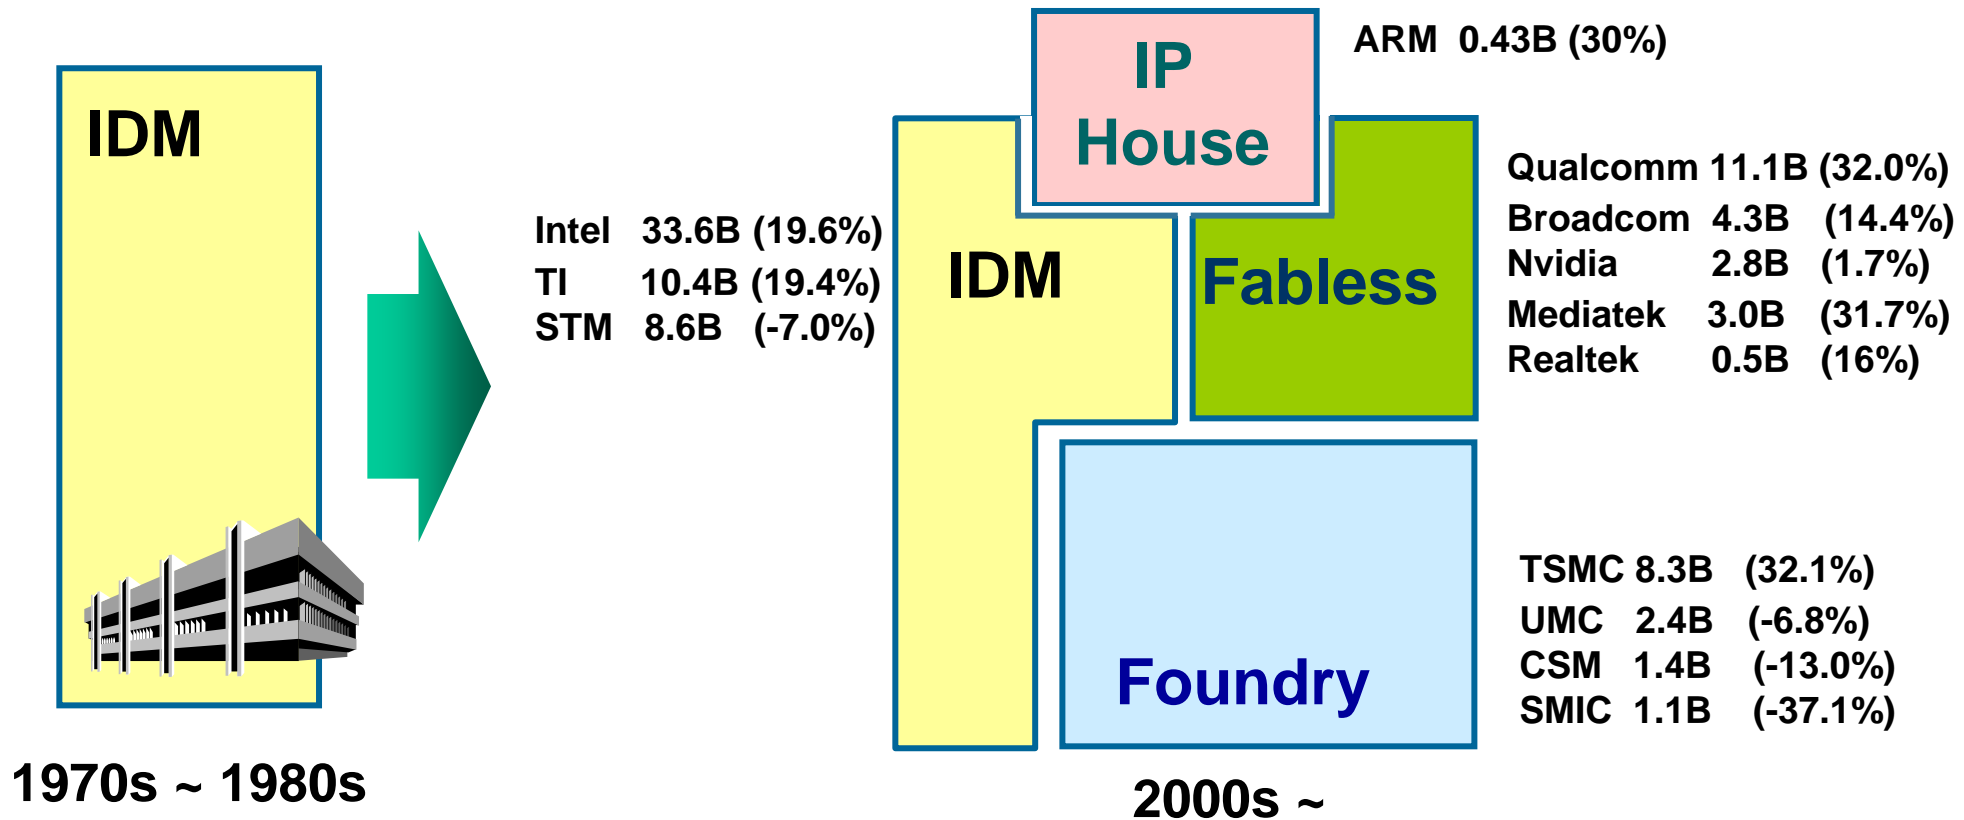 IDM
1970s ~ 1980s
Intel 33.6B (19.6%)
TI 10.4B (19.4%)
STM 8.6B (-7.0%)
IP
House
ARM 0.43B (30%)
IDM
Fabless
Qualcomm 11.1B (32.0%)
Broadcom 4.3B (14.4%)
Nvidia 2.8B (1.7%)
Mediatek 3.0B (31.7%)
Realtek 0.5B (16%)
Foundry
TSMC 8.3B (32.1%)
UMC 2.4B (-6.8%)
CSM 1.4B (-13.0%)
SMIC 1.1B (-37.1%)
2000s ~